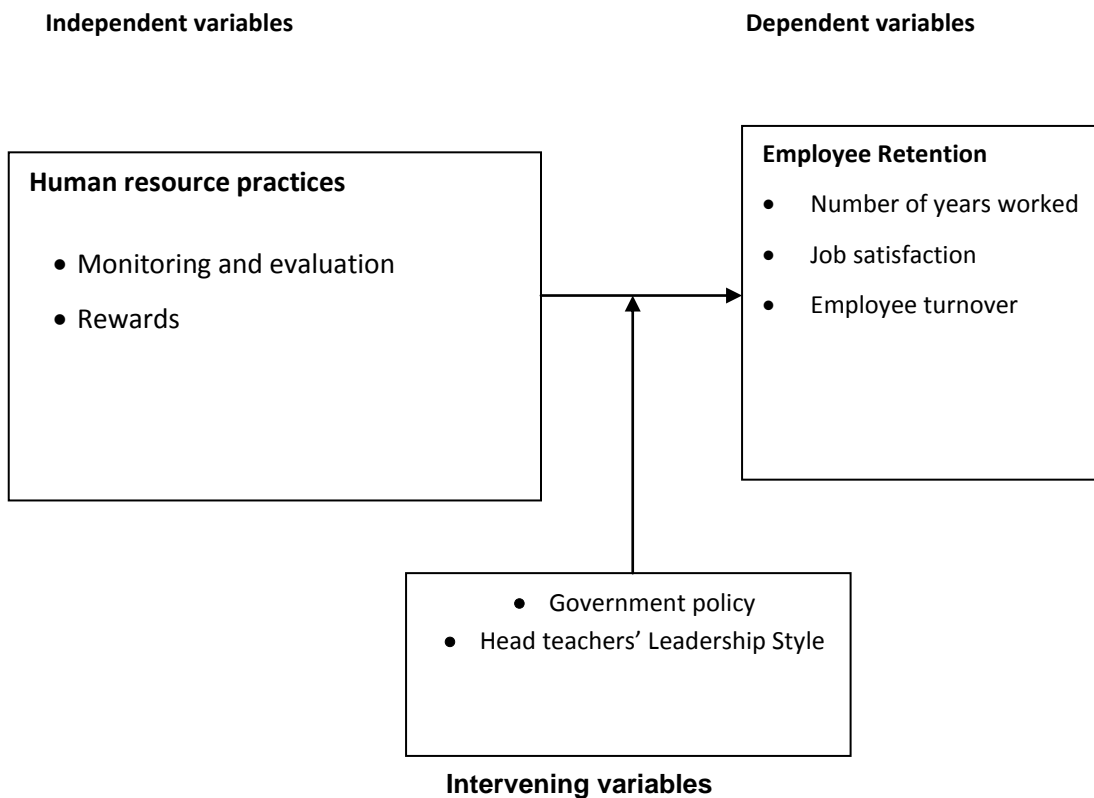 Independent variables
Dependent variables
Human resource practices
• Monitoring and evaluation
• Rewards
Employee Retention
• Number of years worked
• Job satisfaction
• Employee turnover
• Government policy
• Head teachers’ Leadership Style
Intervening variables